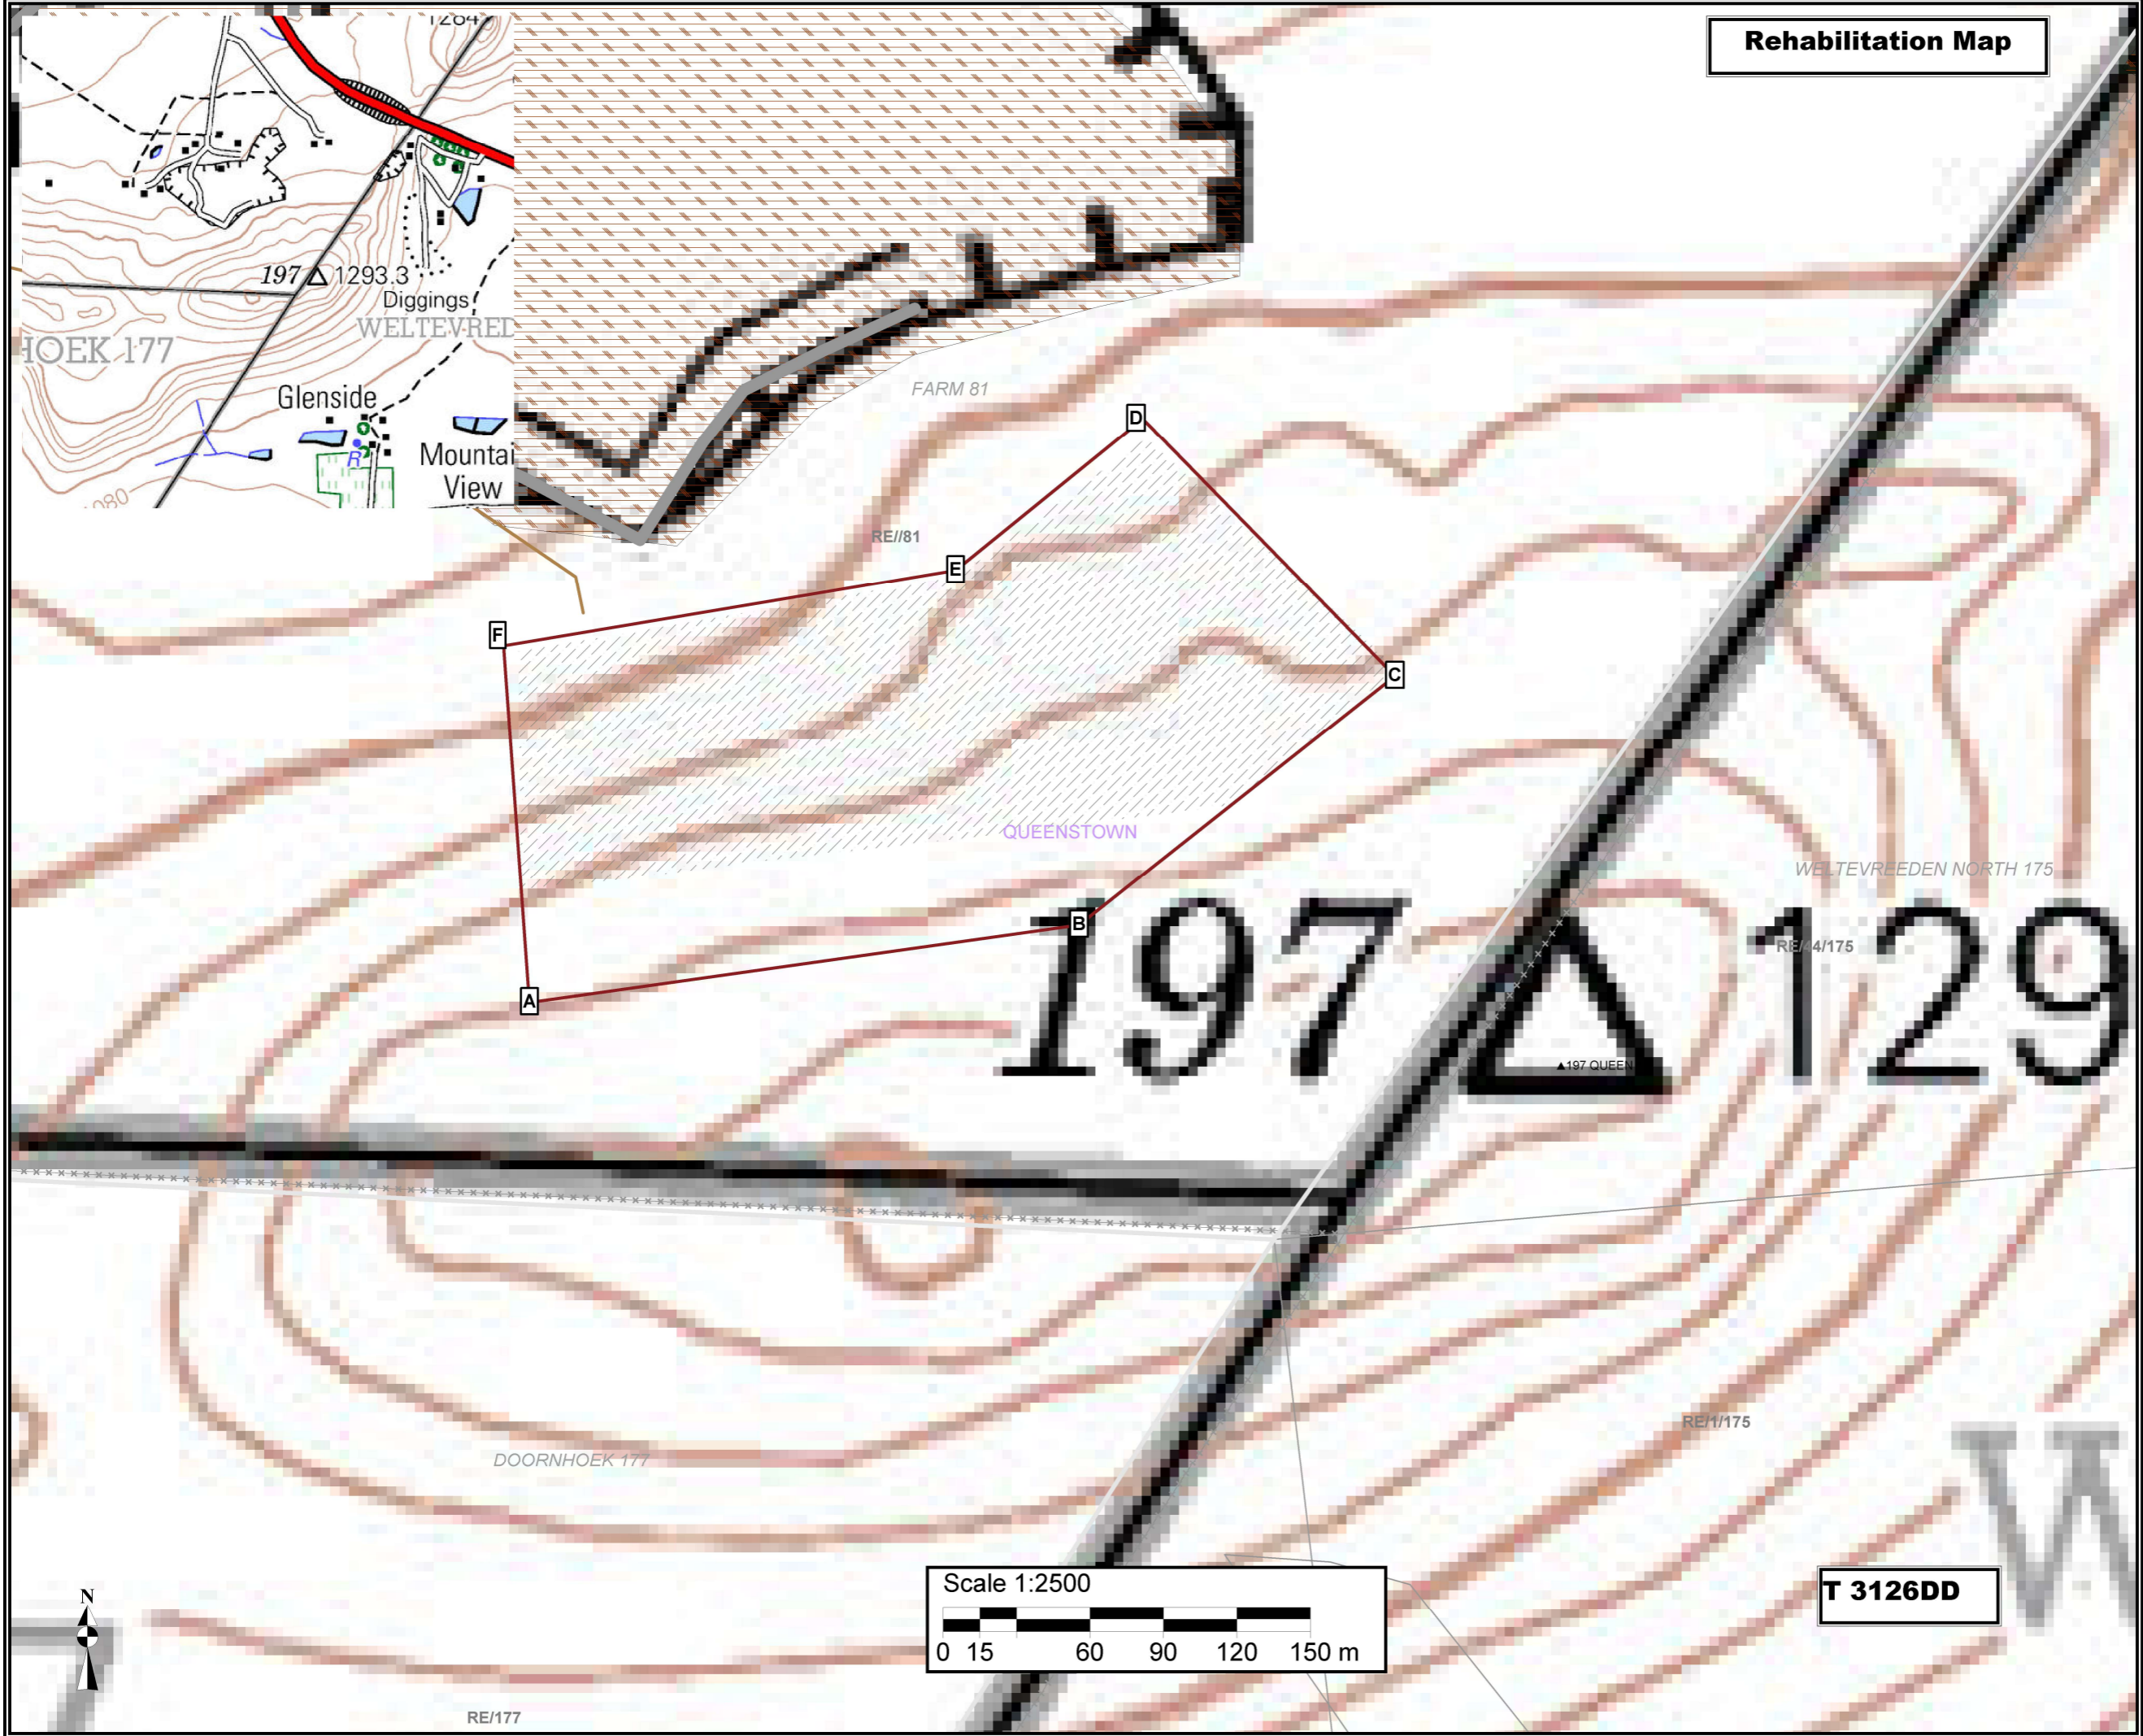 Rehabilitation Map
1284
197 1293.3
Diggings
WELTEVRED
HOEK 177
Glenside
R
Mountai
View
1080
FARM 81
D
RE//81
E
F
C
QUEENSTOWN
WELTEVREEDEN NORTH 175
B
197 129
RE/44/175
A
197 QUEEN
RE/1/175
DOORNHOEK 177
W
Scale 1:2500
0 15 60 90 120 150 m
T 3126DD
N
RE/177